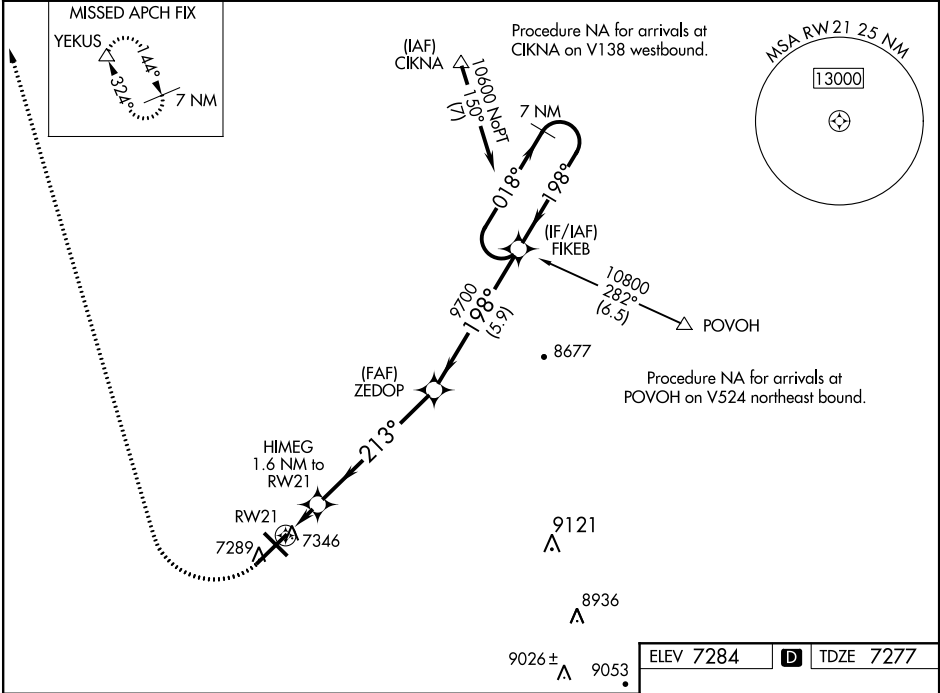 MISSED APCH FIX
YEKUS
144°
324°
7 NM
(IAF)
CIKNA
10600 NoPT
150°
(7)
Procedure NA for arrivals at
CIKNA on V138 westbound.
MSA RW 21 25 NM
13000
7 NM
018°
198°
(IF/IAF)
FIKEB
10800
282°
(6.5)
POVOH
9700
198°
(5.9)
8677
Procedure NA for arrivals at
POVOH on V524 northeast bound.
(FAF)
ZEDOP
213°
HIMEG
1.6 NM to
RW21
RW21
7289
7346
9121
8936
9026 ±
9053
ELEV 7284
D
TDZE 7277